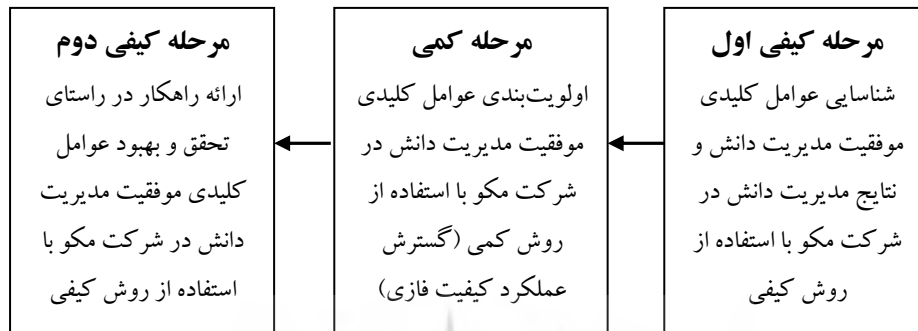 مرحله کیفی اول
شناسایی عوامل کلیدی
موفقیت مدیریت دانش و
نتایج مدیریت دانش در
شرکت مکو با استفاده از
روش کیفی
مرحله کمی
اولویت‌بندی عوامل کلیدی
موفقیت مدیریت دانش در
شرکت مکو با استفاده از
روش کمی (گسترش
عملکرد کیفیت فازی)
مرحله کیفی دوم
ارائه راهکار در راستای
تحقق و بهبود عوامل
کلیدی موفقیت مدیریت
دانش در شرکت مکو با
استفاده از روش کیفی